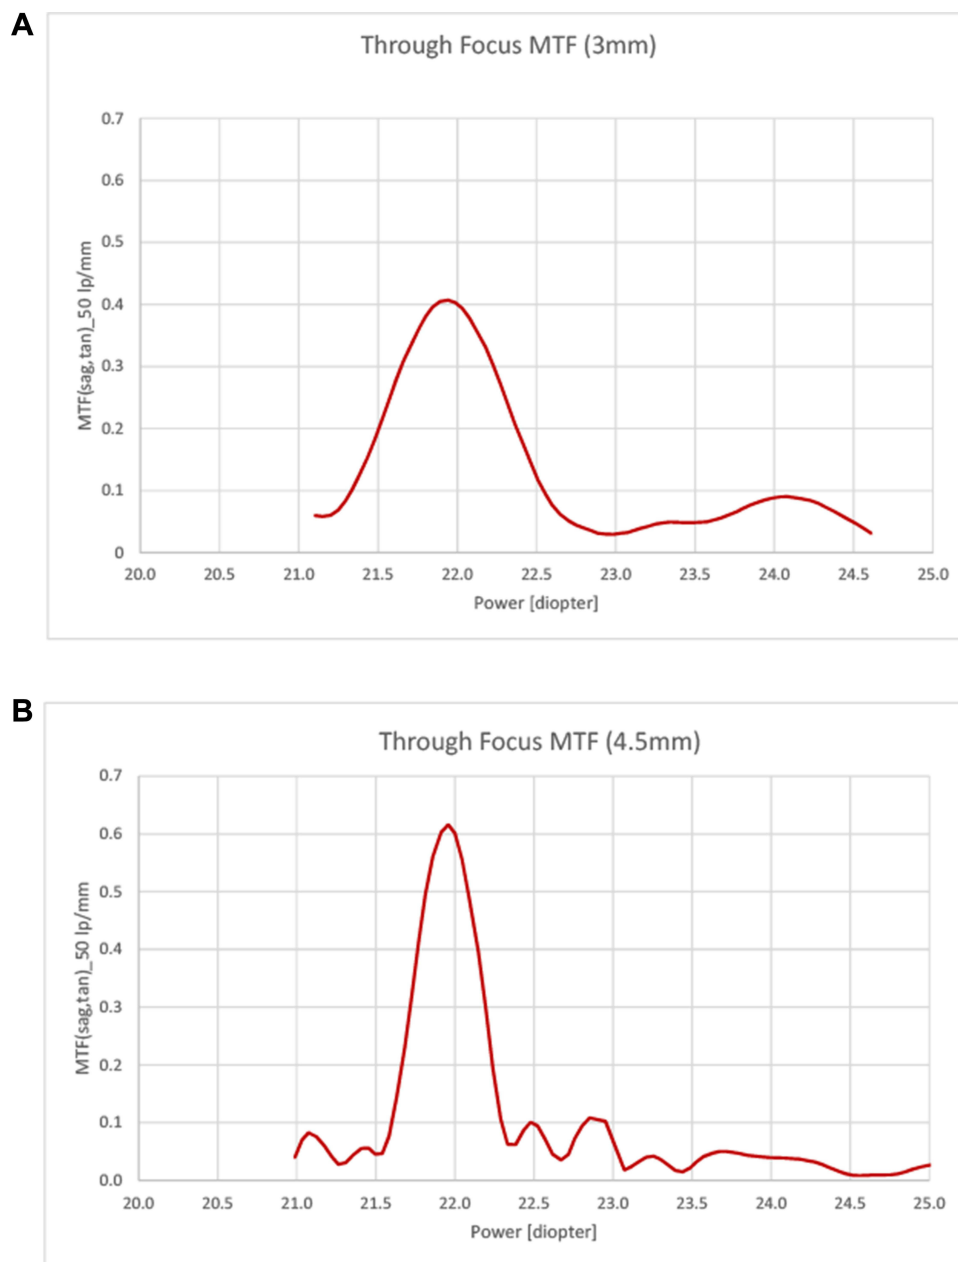 A
Through Focus MTF (3mm)
0.7
0.6
0.5
0.4
0.3
0.2
0.1
0
MTF(sag,tan)_50 lp/mm
20.0 20.5 21.0 21.5 22.0 22.5 23.0 23.5 24.0 24.5 25.0
Power [diopter]
B
Through Focus MTF (4.5mm)
0.7
0.6
0.5
0.4
0.3
0.2
0.1
0.0
MTF(sag,tan)_50 lp/mm
20.0 20.5 21.0 21.5 22.0 22.5 23.0 23.5 24.0 24.5 25.0
Power [diopter]